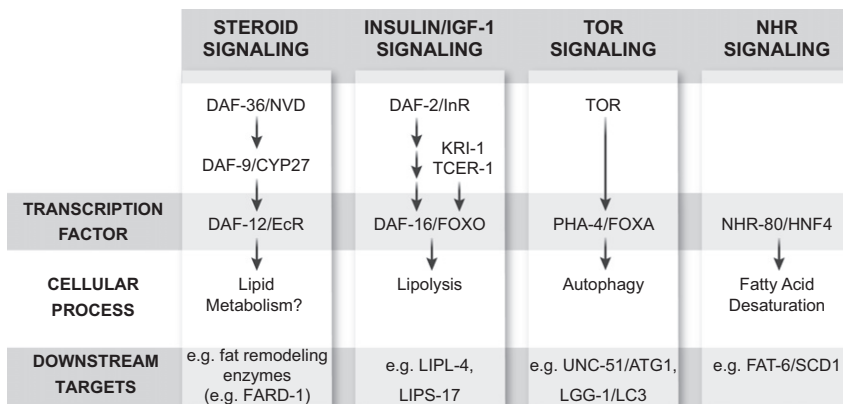 STEROID
SIGNALING
INSULIN/IGF-1
SIGNALING
TOR
SIGNALING
NHR
SIGNALING
DAF-36/NVD
DAF-2/InR
TOR
KRI-1
TCER-1
DAF-9/CYP27
TRANSCRIPTION
FACTOR
DAF-12/EcR
DAF-16/FOXO
PHA-4/FOXA
NHR-80/HNF4
CELLULAR
PROCESS
Lipid
Metabolism?
Lipolysis
Autophagy
Fatty Acid
Desaturation
DOWNSTREAM
TARGETS
e.g. fat remodeling
enzymes
(e.g. FARD-1)
e.g. LIPL-4,
LIPS-17
e.g. UNC-51/ATG1,
LGG-1/LC3
e.g. FAT-6/SCD1